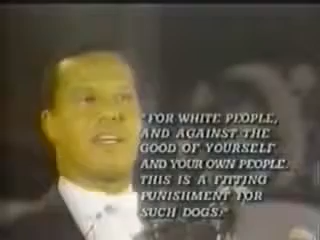 "FOR WHITE PEOPLE,
AND AGAINST THE
GOOD OF YOURSELF
AND YOUR OWN PEOPLE.
THIS IS A FITTING
PUNISHMENT FOR
SUCH DOGS."